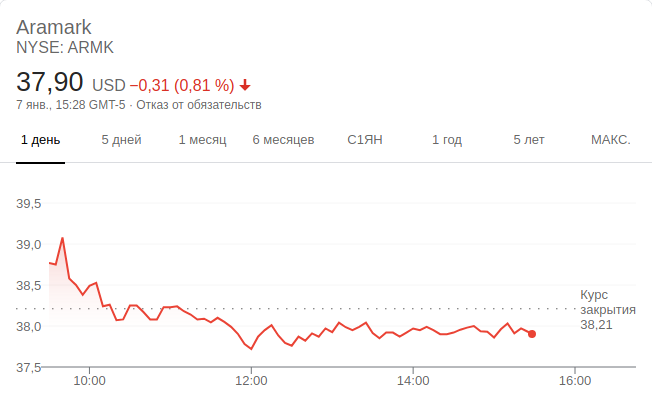 Aramark
NYSE: ARMK
37,90 USD −0,31 (0,81 %)
7 янв., 15:28 GMT-5 · Отказ от обязательств
1 день 5 дней 1 месяц 6 месяцев С1ЯН 1 год 5 лет МАКС.
39,5
39,0
38,5
Курс
закрытия
38,21
38,0
37,5
10:00 12:00 14:00 16:00